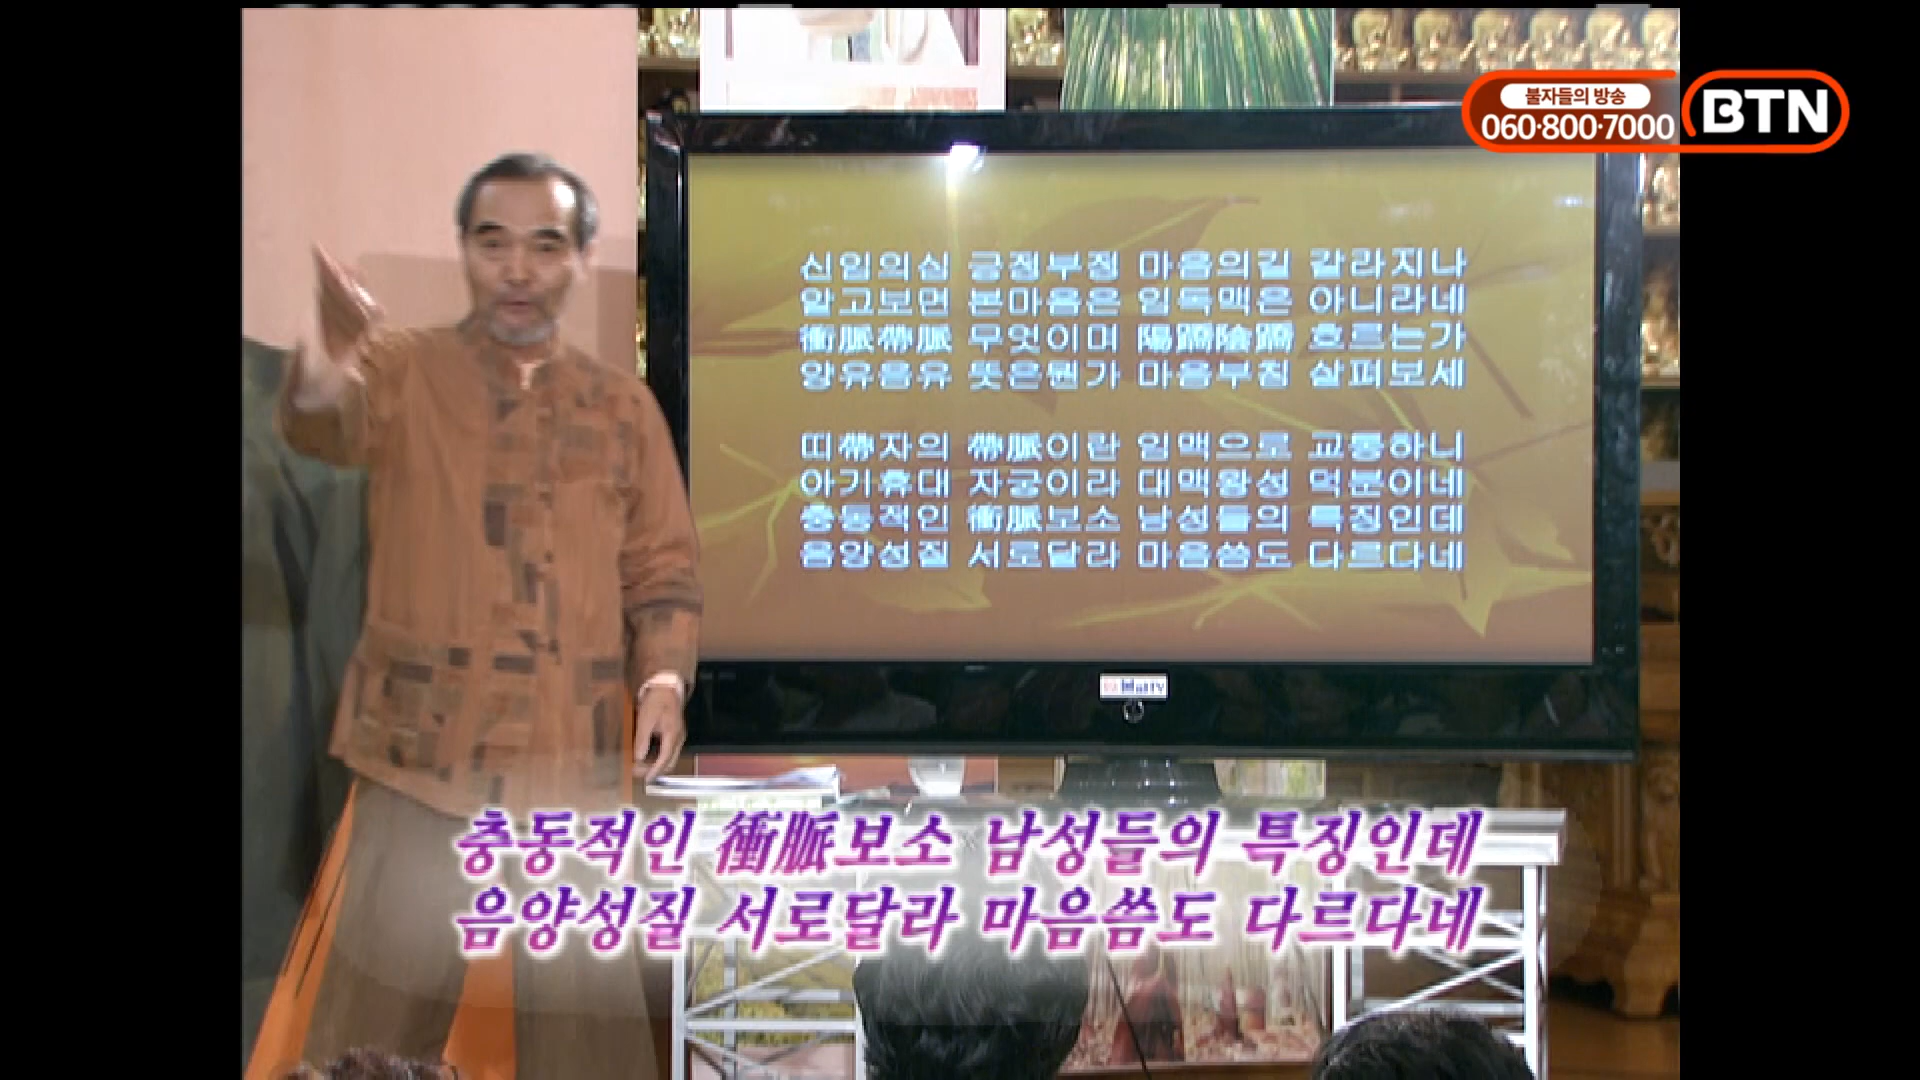 불자들의 방송
060·800·7000
BTN
신임의심 긍정부정 마음의길 갈라지나
알고보면 본마음은 임독맥은 아니라네
衝脈帶脈 무엇이며 陽蹻陰蹻 흐르는가
양유음유 뜻은뭔가 마음부침 살펴보세
띠帶자의 帶脈이란 임맥으로 교통하니
아기휴대 자궁이라 대맥왕성 덕분이네
충동적인 衝脈보소 남성들의 특징인데
음양성질 서로달라 마음씀도 다르다네
충동적인 衝脈보소 남성들의 특징인데
음양성질 서로달라 마음씀도 다르다네